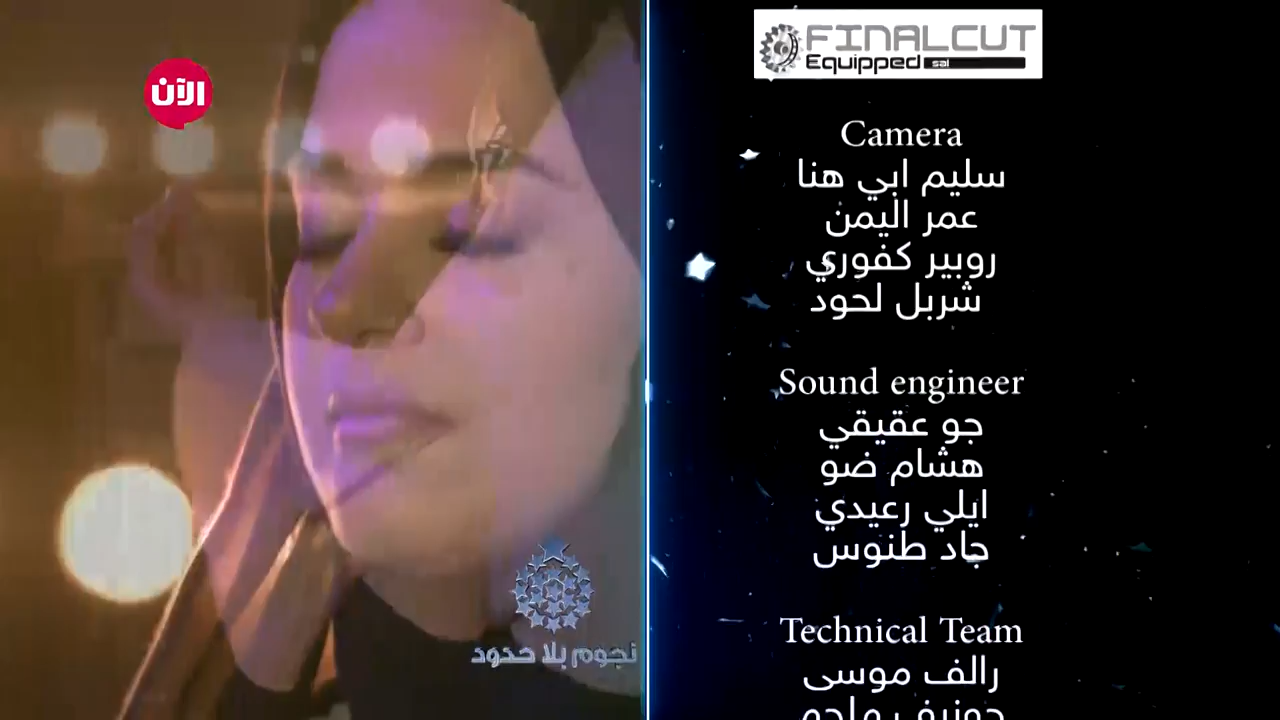 الآن
نجوم بلا حدود
FINALCUT
Equipped sal
Camera
سليم ابي هنا
عمر اليمن
روبير كفوري
شربل لحود
Sound engineer
جو عقيقي
هشام ضو
ايلي رعيدي
جاد طنوس
Technical Team
رالف موسى